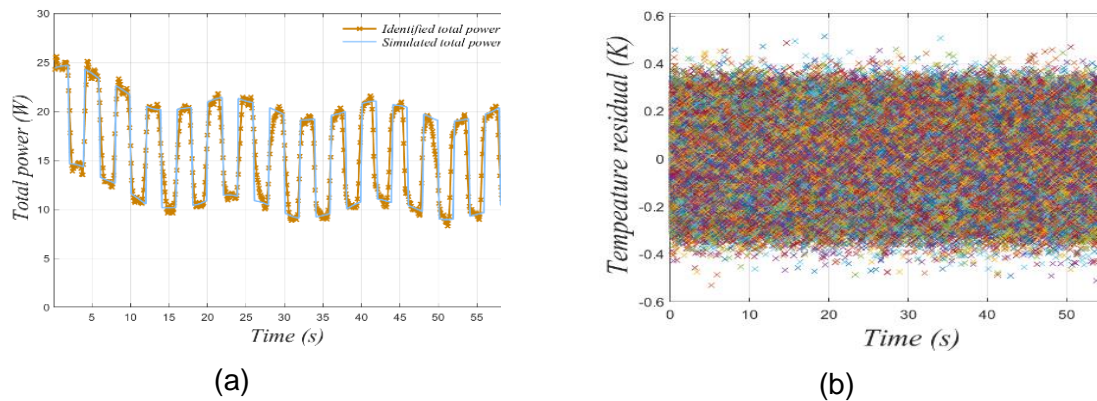 30
25
20
15
10
5
0
Total power (W)
Identified total power
Simulated total power
5 10 15 20 25 30 35 40 45 50 55
Time (s)
(a)
0.6
0.4
0.2
0
-0.2
-0.4
-0.6
Tempeature residual (K)
0 10 20 30 40 50
Time (s)
(b)